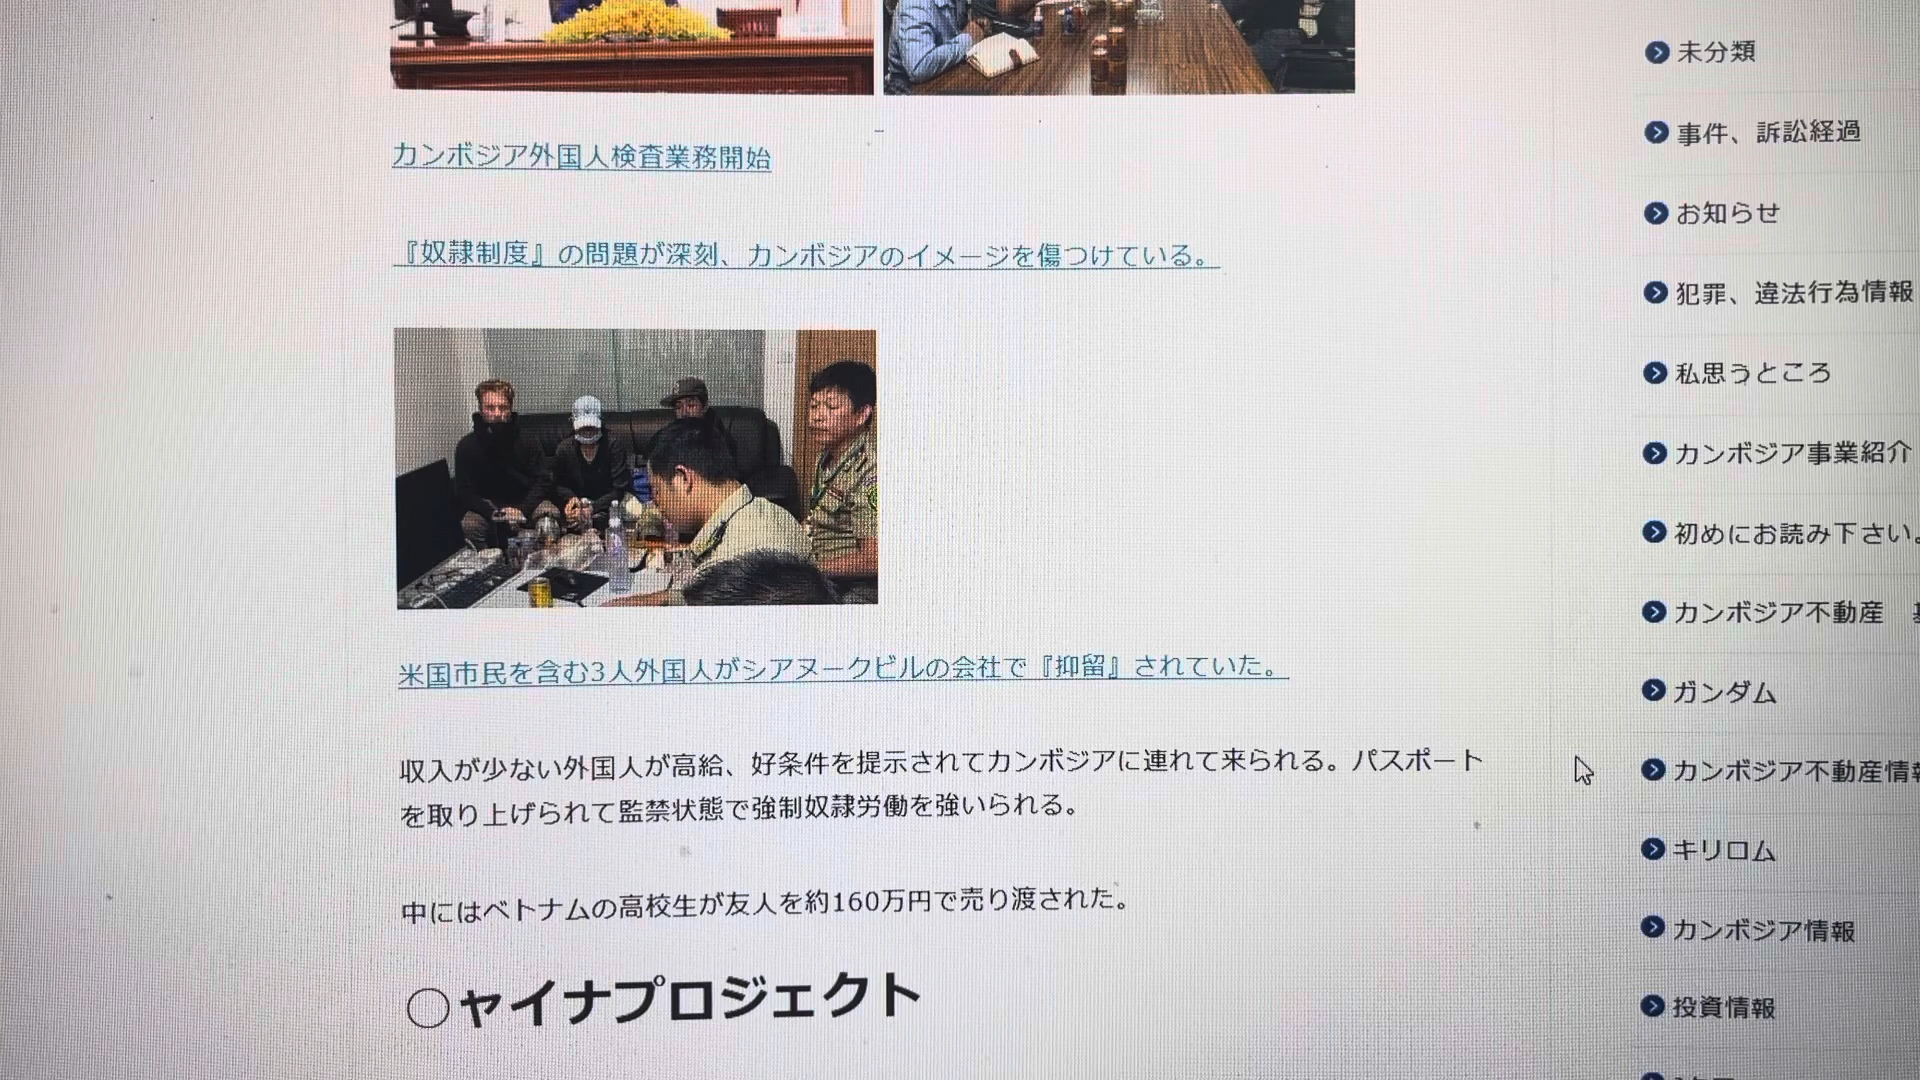 カンボジア外国人検査業務開始
『奴隷制度』の問題が深刻、カンボジアのイメージを傷つけている。
米国市民を含む3人外国人がシアヌークビルの会社で『抑留』されていた。
収入が少ない外国人が高給、好条件を提示されてカンボジアに連れて来られる。パスポート
を取り上げられて監禁状態で強制奴隷労働を強いられる。
中にはベトナムの高校生が友人を約160万円で売り渡された。
○ャイナプロジェクト
未分類
事件、訴訟経過
お知らせ
犯罪、違法行為情報
私思うところ
カンボジア事業紹介
初めにお読み下さい。
カンボジア不動産
ガンダム
カンボジア不動産情報
キリロム
カンボジア情報
投資情報